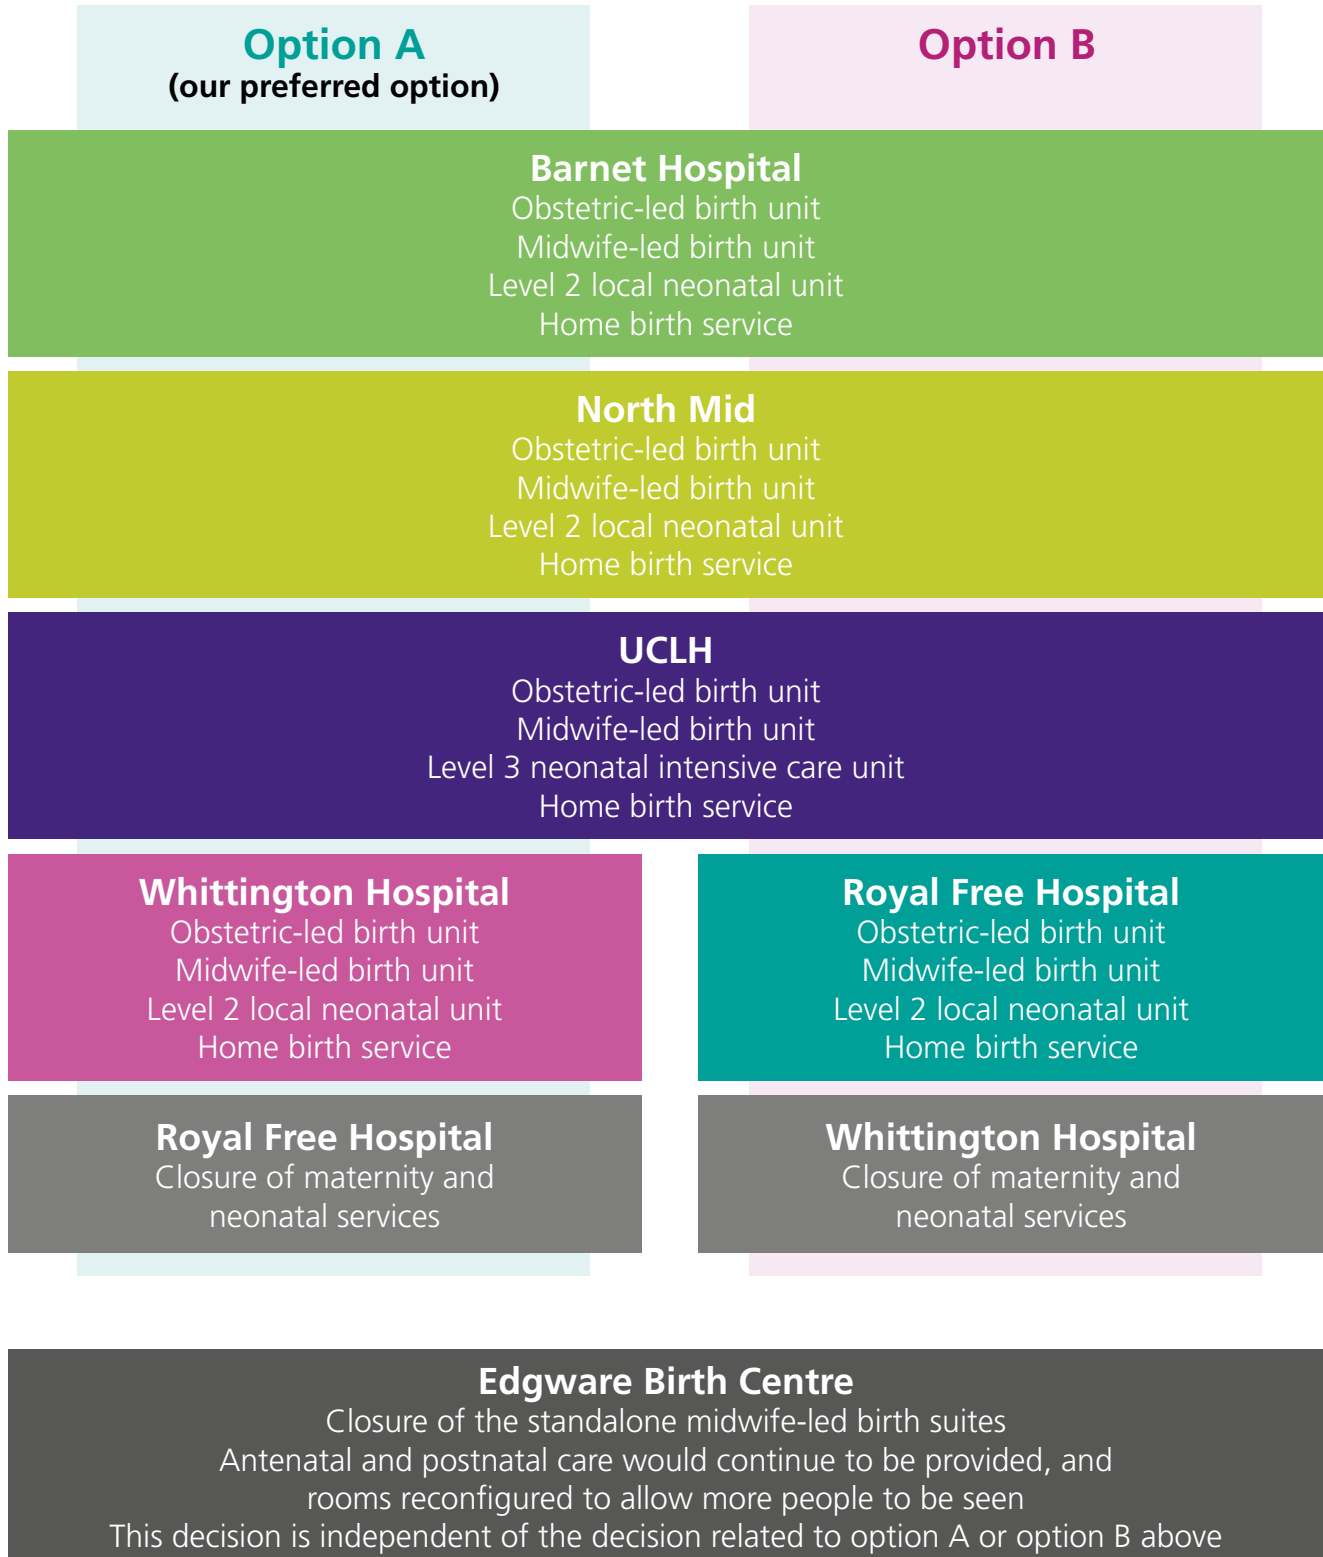 Option A
(our preferred option)
Option B
Barnet Hospital
Obstetric-led birth unit
Midwife-led birth unit
Level 2 local neonatal unit
Home birth service
North Mid
Obstetric-led birth unit
Midwife-led birth unit
Level 2 local neonatal unit
Home birth service
UCLH
Obstetric-led birth unit
Midwife-led birth unit
Level 3 neonatal intensive care unit
Home birth service
Whittington Hospital
Obstetric-led birth unit
Midwife-led birth unit
Level 2 local neonatal unit
Home birth service
Royal Free Hospital
Obstetric-led birth unit
Midwife-led birth unit
Level 2 local neonatal unit
Home birth service
Royal Free Hospital
Closure of maternity and
neonatal services
Whittington Hospital
Closure of maternity and
neonatal services
Edgware Birth Centre
Closure of the standalone midwife-led birth suites
Antenatal and postnatal care would continue to be provided, and
rooms reconfigured to allow more people to be seen
This decision is independent of the decision related to option A or option B above